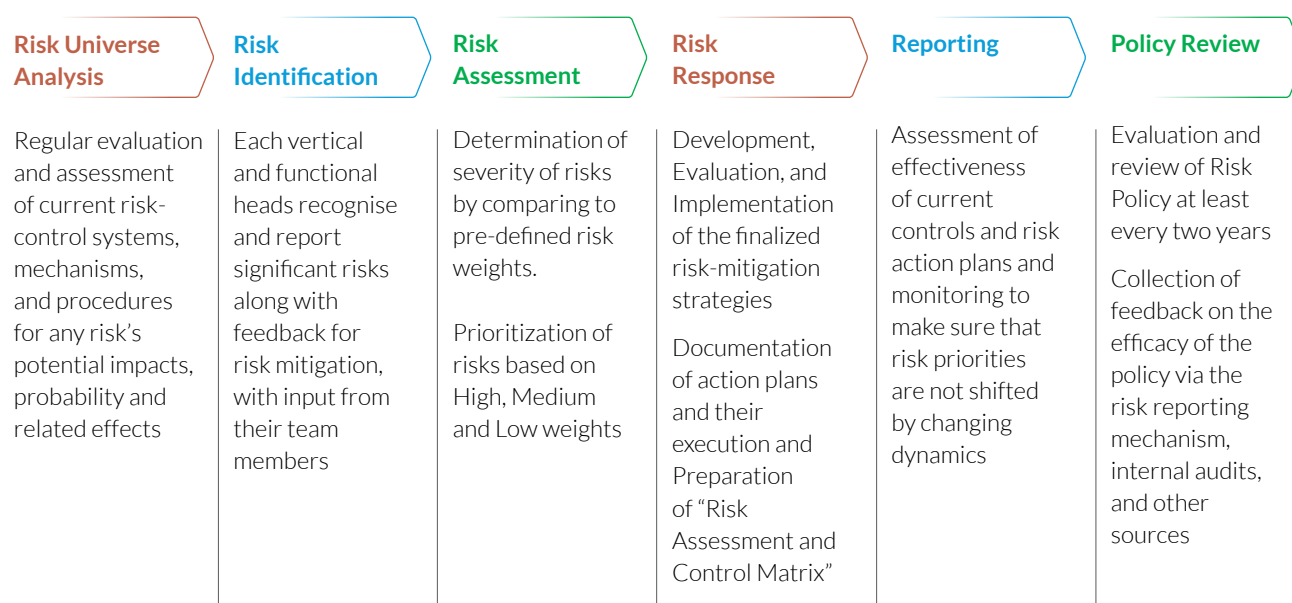 Risk Universe
Analysis
Regular evaluation
and assessment
of current risk-
control systems,
mechanisms,
and procedures
for any risk’s
potential impacts,
probability and
related effects
Risk
Identification
Each vertical
and functional
heads recognise
and report
significant risks
along with
feedback for
risk mitigation,
with input from
their team
members
Risk
Assessment
Determination of
severity of risks
by comparing to
pre-defined risk
weights.
Prioritization of
risks based on
High, Medium
and Low weights
Risk
Response
Development,
Evaluation, and
Implementation
of the finalized
risk-mitigation
strategies
Documentation
of action plans
and their
execution and
Preparation
of “Risk
Assessment and
Control Matrix”
Reporting
Assessment of
effectiveness
of current
controls and risk
action plans and
monitoring to
make sure that
risk priorities
are not shifted
by changing
dynamics
Policy Review
Evaluation and
review of Risk
Policy at least
every two years
Collection of
feedback on the
efficacy of the
policy via the
risk reporting
mechanism,
internal audits,
and other
sources